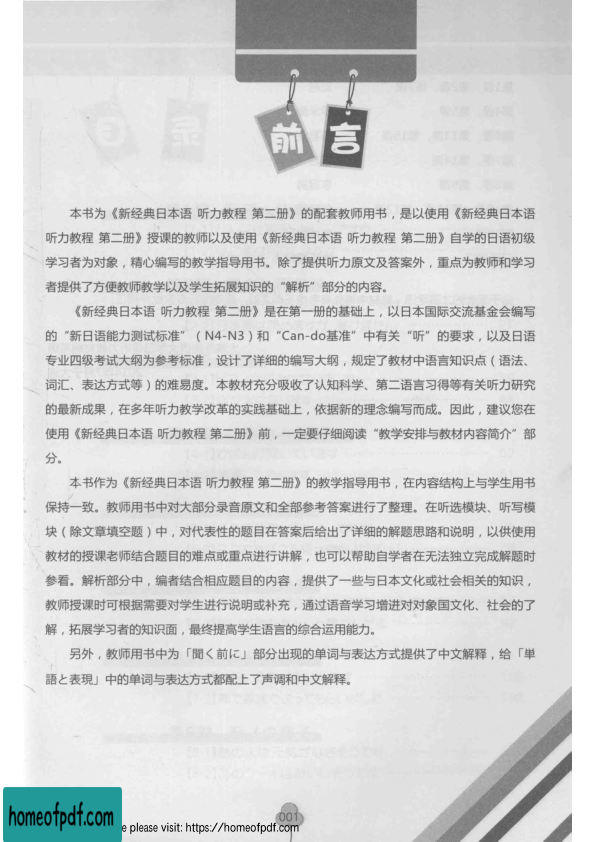 前言
本书为《新经典日本语 听力教程 第二册》的配套教师用书，是以使用《新经典日本语
听力教程 第二册》授课的教师以及使用《新经典日本语 听力教程 第二册》自学的日语初级
学习者为对象，精心编写的教学指导用书。除了提供听力原文及答案外，重点为教师和学习
者提供了方便教师教学以及学生拓展知识的“解析”部分的内容。
《新经典日本语 听力教程 第二册》是在第一册的基础上，以日本国际交流基金会编写
的“新日语能力测试标准”（N4-N3）和“Can-do基准”中有关“听”的要求，以及日语
专业四级考试大纲为参考标准，设计了详细的编写大纲，规定了教材中语言知识点（语法、
词汇、表达方式等）的难易度。本教材充分吸收了认知科学、第二语言习得等有关听力研究
的最新成果，在多年听力教学改革的实践基础上，依据新的理念编写而成。因此，建议您在
使用《新经典日本语 听力教程 第二册》前，一定要仔细阅读“教学安排与教材内容简介”部
分。
本书作为《新经典日本语 听力教程 第二册》的教学指导用书，在内容结构上与学生用书
保持一致。教师用书中对大部分录音原文和全部参考答案进行了整理。在听选模块、听写模
块（除文章填空题）中，对代表性的题目在答案后给出了详细的解题思路和说明，以供使用
教材的授课老师结合题目的难点或重点进行讲解，也可以帮助自学者在无法独立完成解题时
参看。解析部分中，编者结合相应题目的内容，提供了一些与日本文化或社会相关的知识，
教师授课时可根据需要对学生进行说明或补充，通过语音学习增进对对象国文化、社会的了
解，拓展学习者的知识面，最终提高学生语言的综合运用能力。
另外，教师用书中为「聞く前に」部分出现的单词与表达方式提供了中文解释，给「単
語と表現」中的单词与表达方式都配上了声调和中文解释。
001
homeofpdf.com
e please visit: https://homeofpdf.com